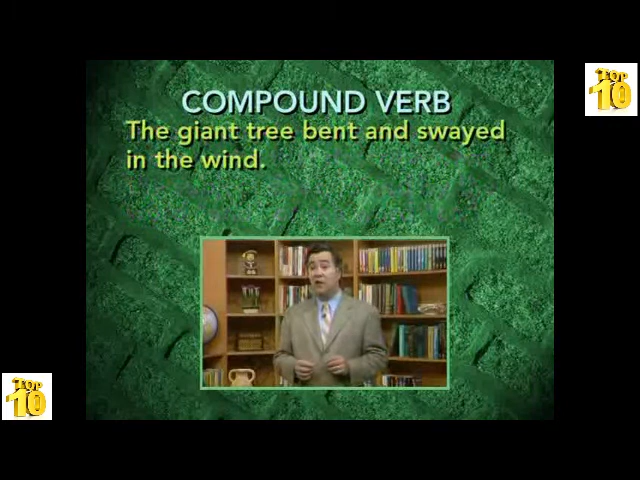 COMPOUND VERB
The giant tree bent and swayed
in the wind.
TOP
10
TOP
10